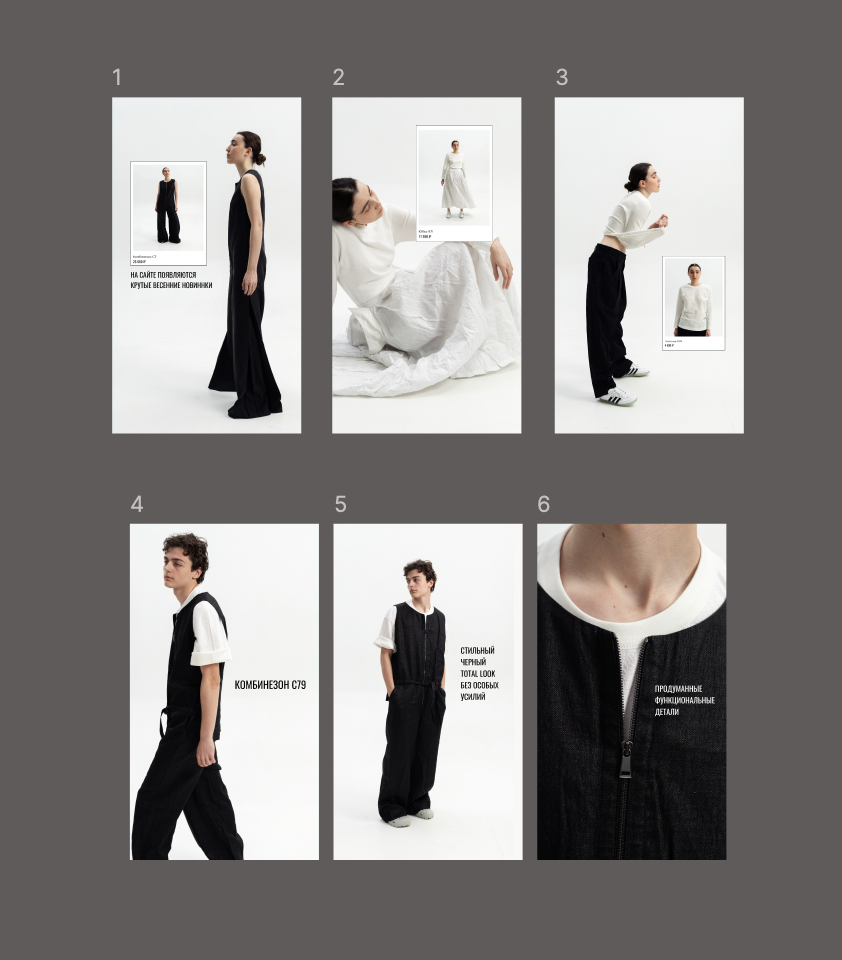 1
2
3
НА САЙТЕ ПОЯВЛЯЮТСЯ
КРУТЫЕ ВЕСЕННИЕ НОВИННКИ
4
5
6
КОМБИНЕЗОН С79
СТИЛЬНЫЙ
ЧЕРНЫЙ
TOTAL LOOK
БЕЗ ОСОБЫХ
УСИЛИЙ
ПРОДУМАННЫЕ
ФУНКЦИОНАЛЬНЫЕ
ДЕТАЛИ